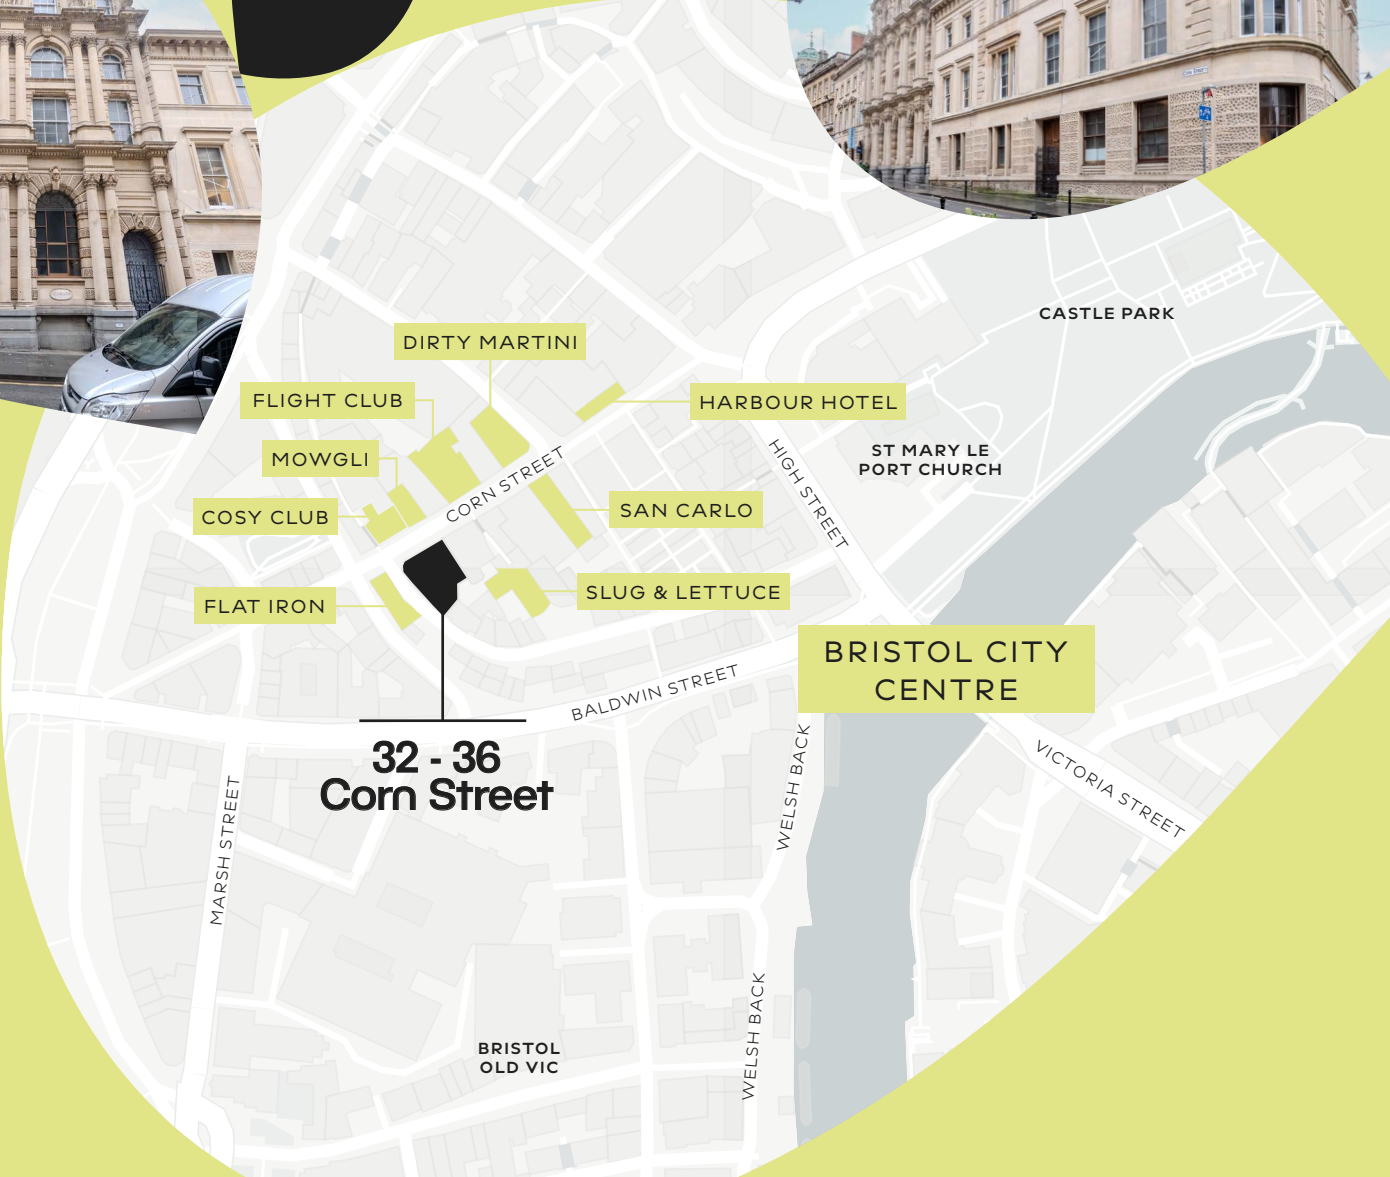 CASTLE PARK
DIRTY MARTINI
FLIGHT CLUB
HARBOUR HOTEL
MOWGLI
ST MARY LE
PORT CHURCH
HIGH STREET
CORN STREET
COSY CLUB
SAN CARLO
FLAT IRON
SLUG & LETTUCE
BRISTOL CITY
CENTRE
BALDWIN STREET
32 - 36
Corn Street
WELSH BACK
VICTORIA STREET
MARSH STREET
WELSH BACK
BRISTOL
OLD VIC